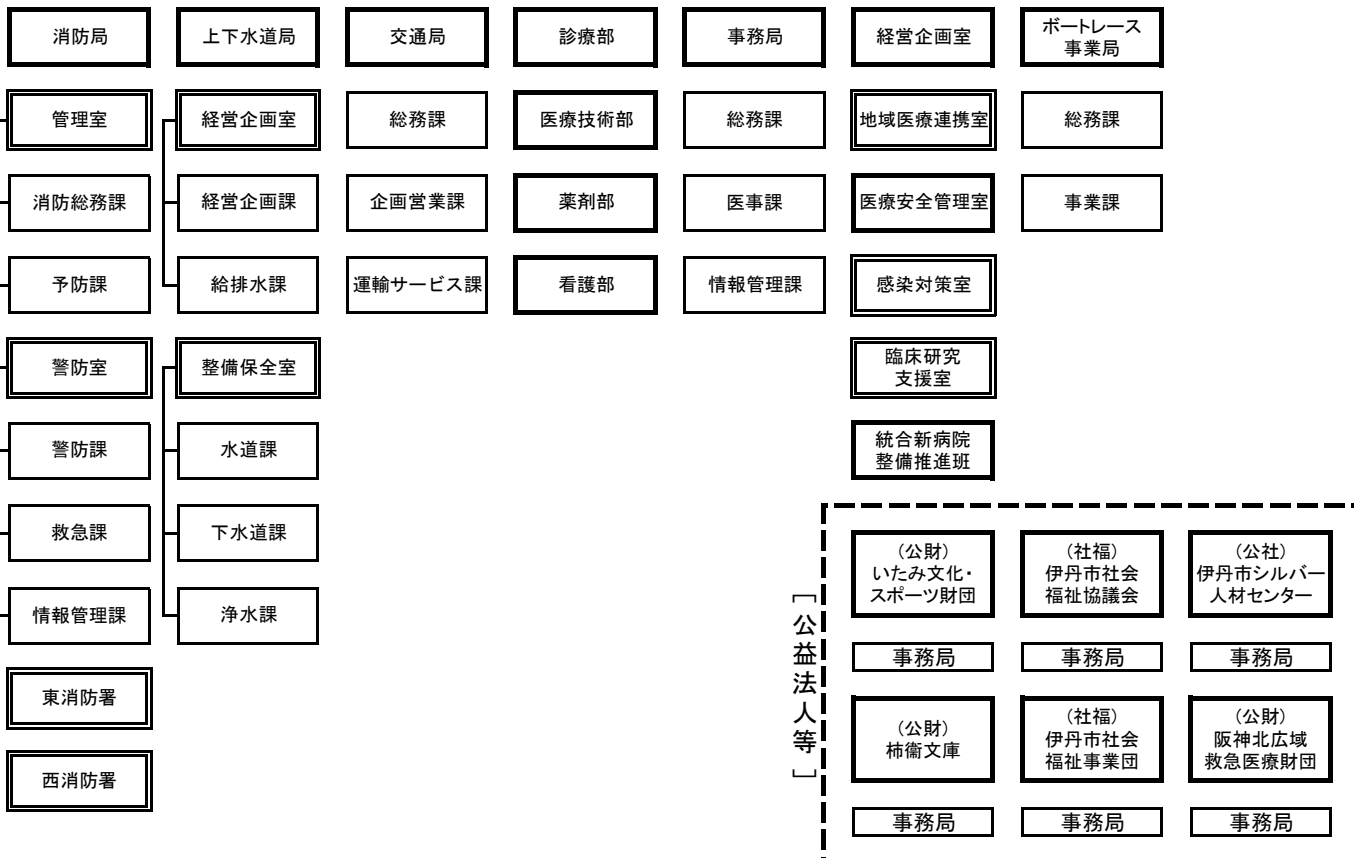 消防局
上下水道局
交通局
診療部
事務局
経営企画室
ボートレース
事業局
管理室
経営企画室
総務課
医療技術部
総務課
地域医療連携室
総務課
消防総務課
経営企画課
企画営業課
薬剤部
医事課
医療安全管理室
事業課
予防課
給排水課
運輸サービス課
看護部
情報管理課
感染対策室
警防室
整備保全室
臨床研究
支援室
警防課
水道課
統合新病院
整備推進班
救急課
下水道課
情報管理課
浄水課
東消防署
西消防署
［公益法人等］
（公財）
いたみ文化・
スポーツ財団
（社福）
伊丹市社会
福祉協議会
（公社）
伊丹市シルバー
人材センター
事務局
事務局
事務局
（公財）
柿衞文庫
（社福）
伊丹市社会
福祉事業団
（公財）
阪神北広域
救急医療財団
事務局
事務局
事務局